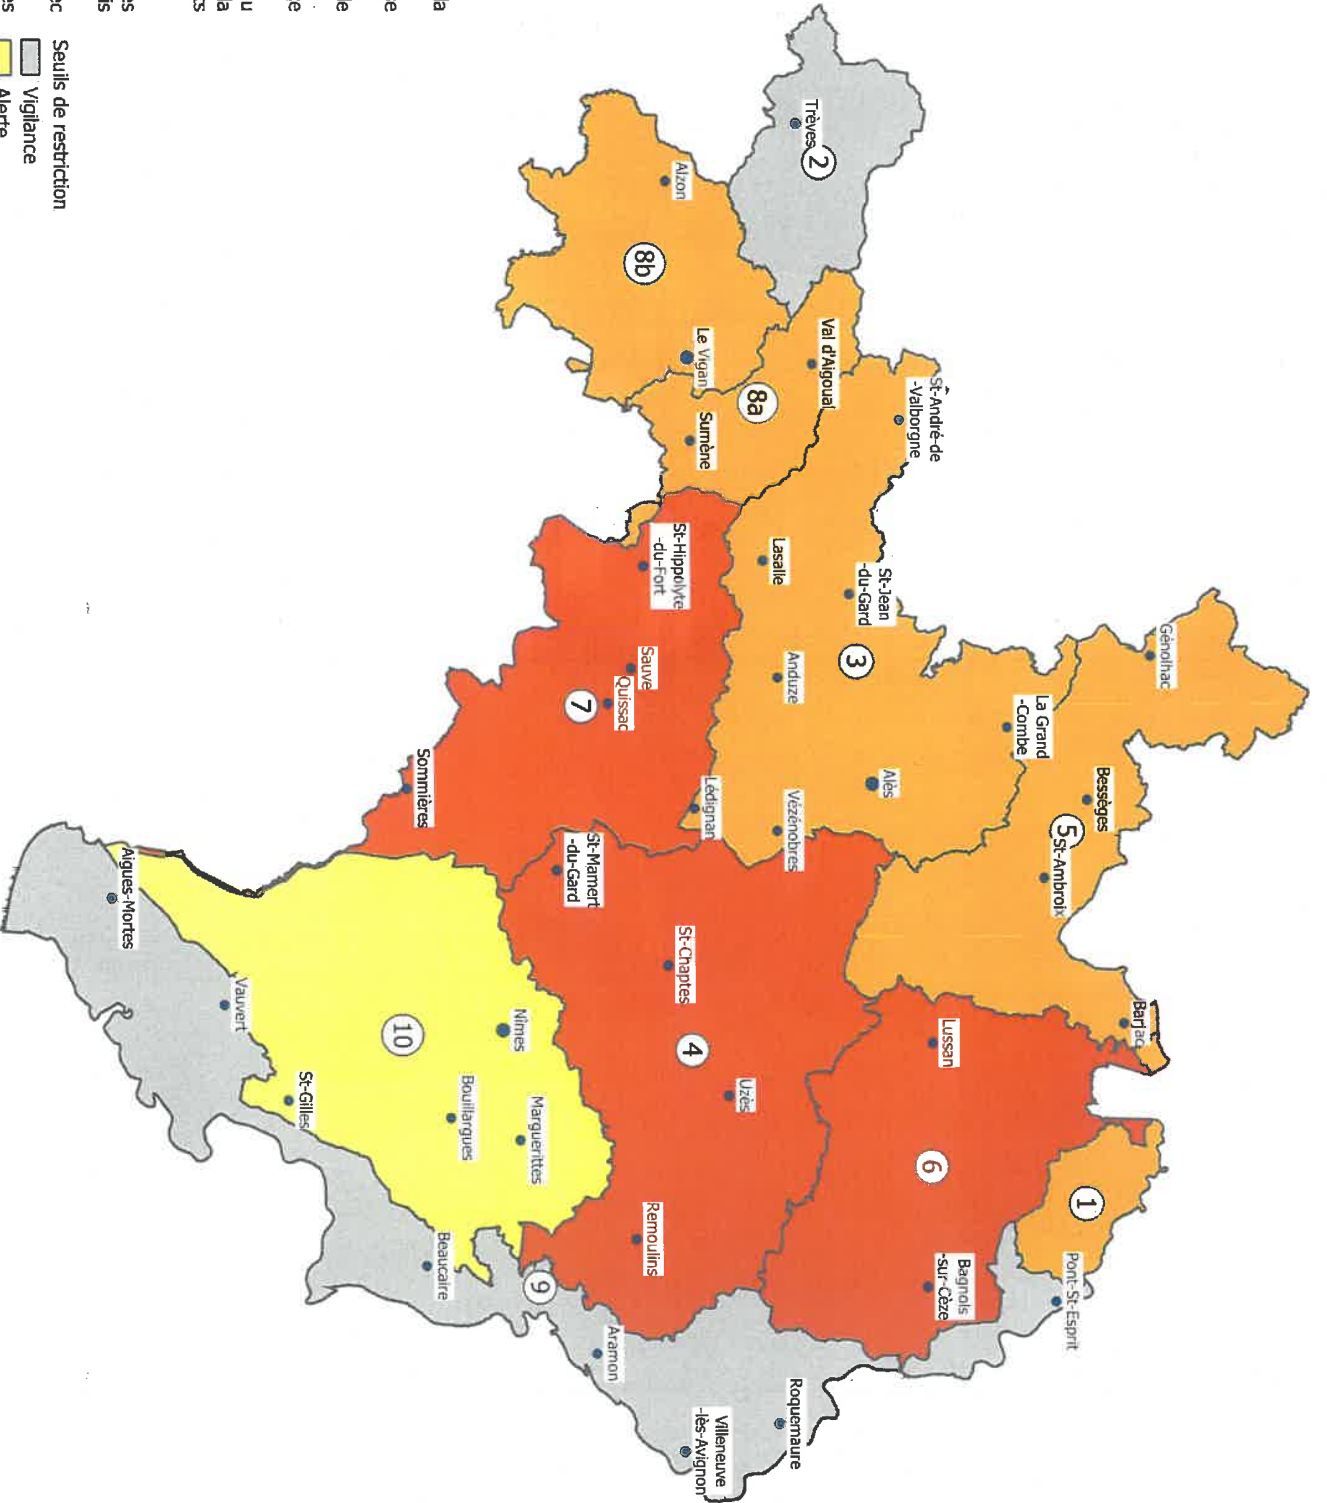 Génolhac
Barjac
Bessèges
1
Pont-St-Esprit
5
St-Ambroix
La Grand
-Combe
Bagnols
-sur-Cèze
Lussan
St-André-de
-Valborgne
6
Alès
St-Jean
-du-Gard
3
Val d'Aigoual
2
Trèves
Roquemaure
Vézénobres
Anduze
Lasalle
8a
Uzès
Villeneuve
-lès-Avignon
Lédignan
Sumène
Le Vigan
4
St-Chaptes
Alzon
St-Hippolyte
-du-Fort
Remoulins
Sauve
8b
Quissac
Aramon
St-Mamert
-du-Gard
7
9
Marguerittes
Nîmes
Bouillargues
Beaucaire
Sommières
10
St-Gilles
Vauvert
Aigues-Mortes
Seuils de restriction
Vigilance
Alerte